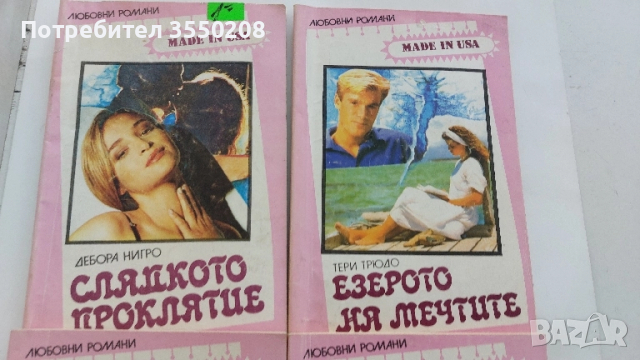 Потребител 3550208
ЛЮБОВНИ РОМАНИ
MADE IN USA
ДЕБОРА НИГРО
СЛАДКОТО
ПРОКЛЯТИЕ
ЛЮБОВНИ РОМАНИ
MADE IN USA
ТЕРИ ТРЮДО
ЕЗЕРОТО
НА МЕЧТИТЕ
ЛЮБОВНИ РОМАНИ
ЛЮБОВНИ РОМАНИ
BAZAR